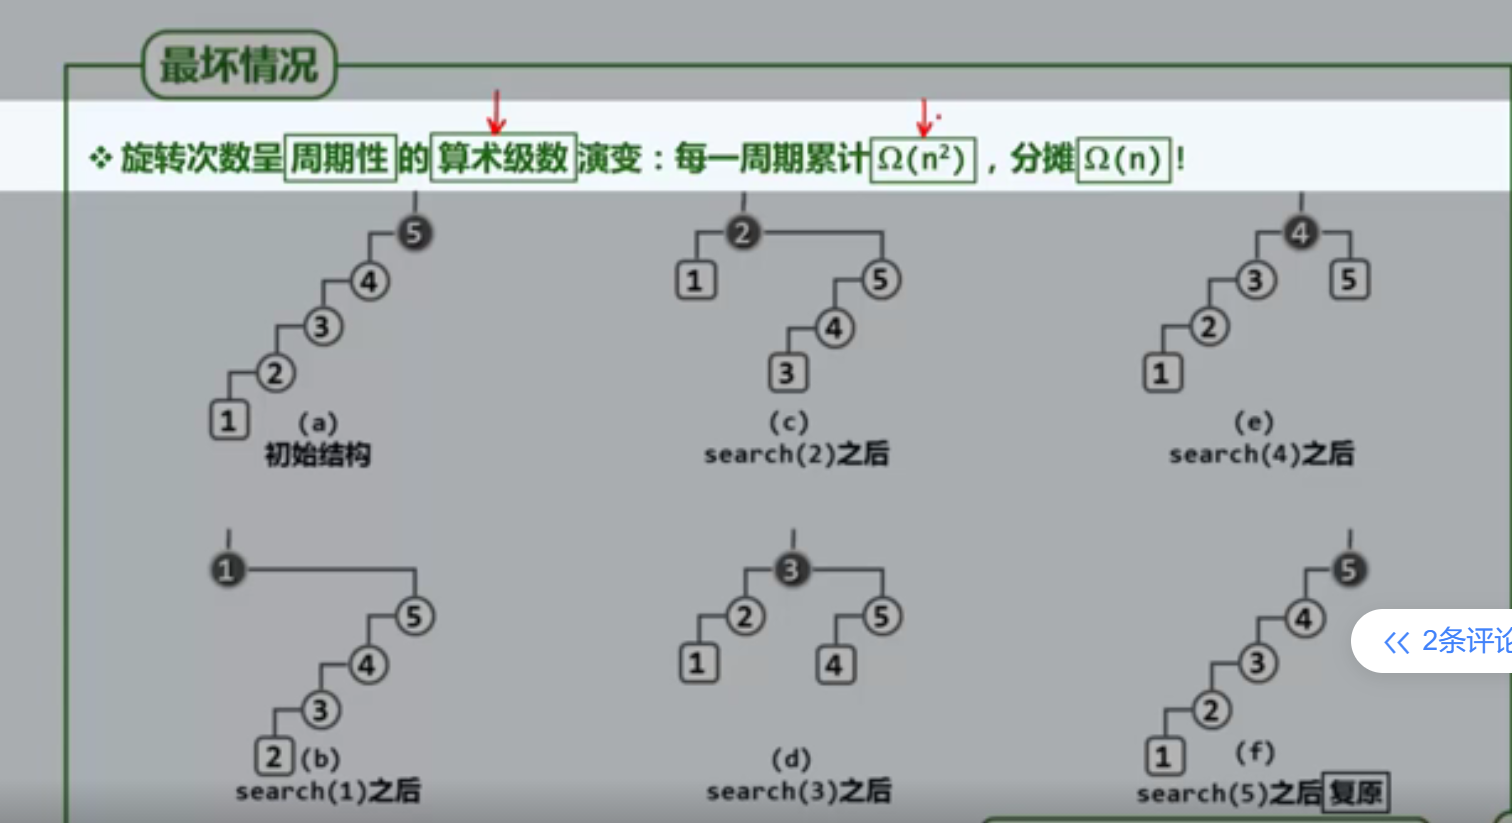 最坏情况
❖ 旋转次数呈周期性的算术级数演变：每一周期累计Ω(n²)，分摊Ω(n)！
5
4
3
2
1
(a)
初始结构
2
1
5
4
3
(c)
search(2)之后
4
3
5
2
1
(e)
search(4)之后
1
5
4
3
2
(b)
search(1)之后
3
2
5
1
4
(d)
search(3)之后
5
4
3
2
1
(f)
search(5)之后复原
2条评论